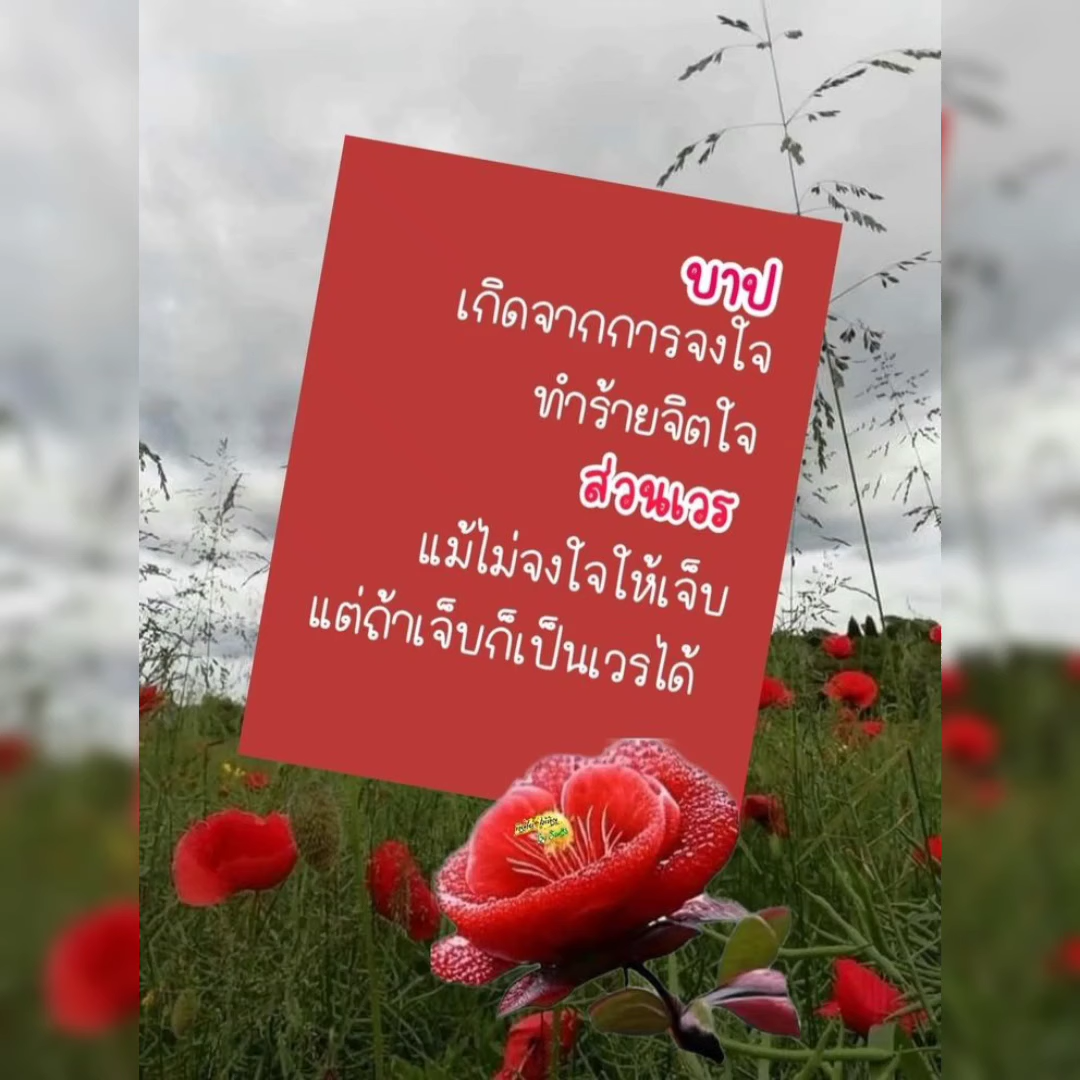 บาป
เกิดจากการจงใจ
ทำร้ายจิตใจ
ส่วนเวร
แม้ไม่จงใจให้เจ็บ
แต่ถ้าเจ็บก็เป็นเวรได้